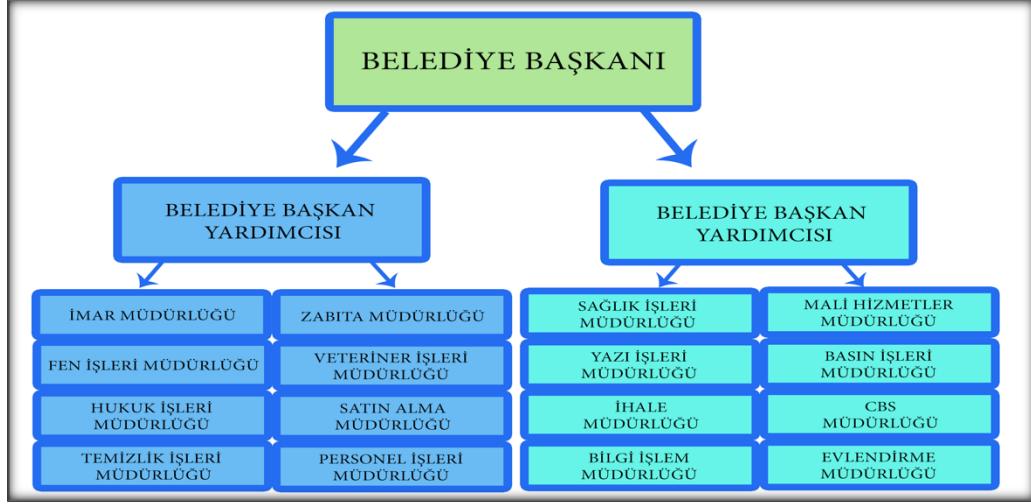 BELEDİYE BAŞKANI
BELEDİYE BAŞKAN
YARDIMCISI
BELEDİYE BAŞKAN
YARDIMCISI
İMAR MÜDÜRLÜĞÜ
ZABITA MÜDÜRLÜĞÜ
FEN İŞLERİ MÜDÜRLÜĞÜ
VETERİNER İŞLERİ
MÜDÜRLÜĞÜ
HUKUK İŞLERİ
MÜDÜRLÜĞÜ
SATIN ALMA
MÜDÜRLÜĞÜ
TEMİZLİK İŞLERİ
MÜDÜRLÜĞÜ
PERSONEL İŞLERİ
MÜDÜRLÜĞÜ
SAĞLIK İŞLERİ
MÜDÜRLÜĞÜ
MALİ HİZMETLER
MÜDÜRLÜĞÜ
YAZI İŞLERİ
MÜDÜRLÜĞÜ
BASIN İŞLERİ
MÜDÜRLÜĞÜ
İHALE
MÜDÜRLÜĞÜ
CBS
MÜDÜRLÜĞÜ
BİLGİ İŞLEM
MÜDÜRLÜĞÜ
EVLENDİRME
MÜDÜRLÜĞÜ